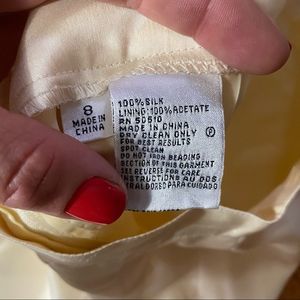 8
MADE IN
CHINA
100% SILK
LINING: 100% ACETATE
RN 50510
MADE IN CHINA
DRY CLEAN ONLY
P
FOR BEST RESULTS
SPOT CLEAN
DO NOT IRON BEADING
SECTION OF THIS GARMENT
SEE REVERSE FOR CARE
INSTRUCTIONS AU DOS
RALADORES PARA CUIDADO